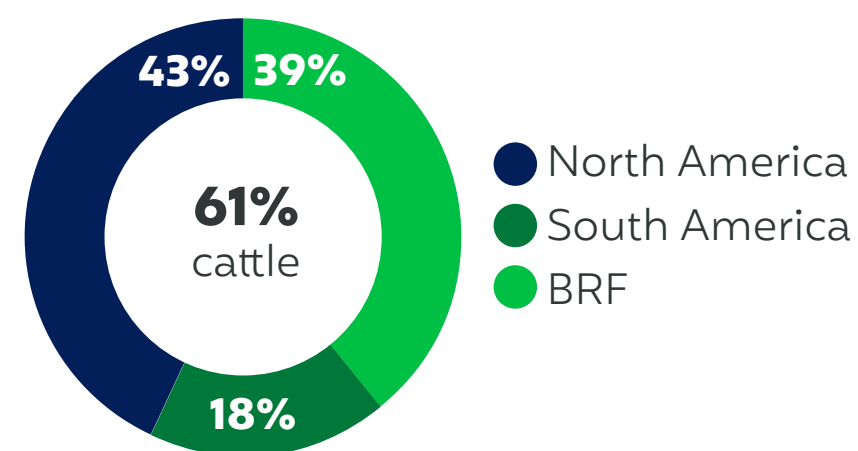 43% 39%
61%
cattle
18%
North America
South America
BRF